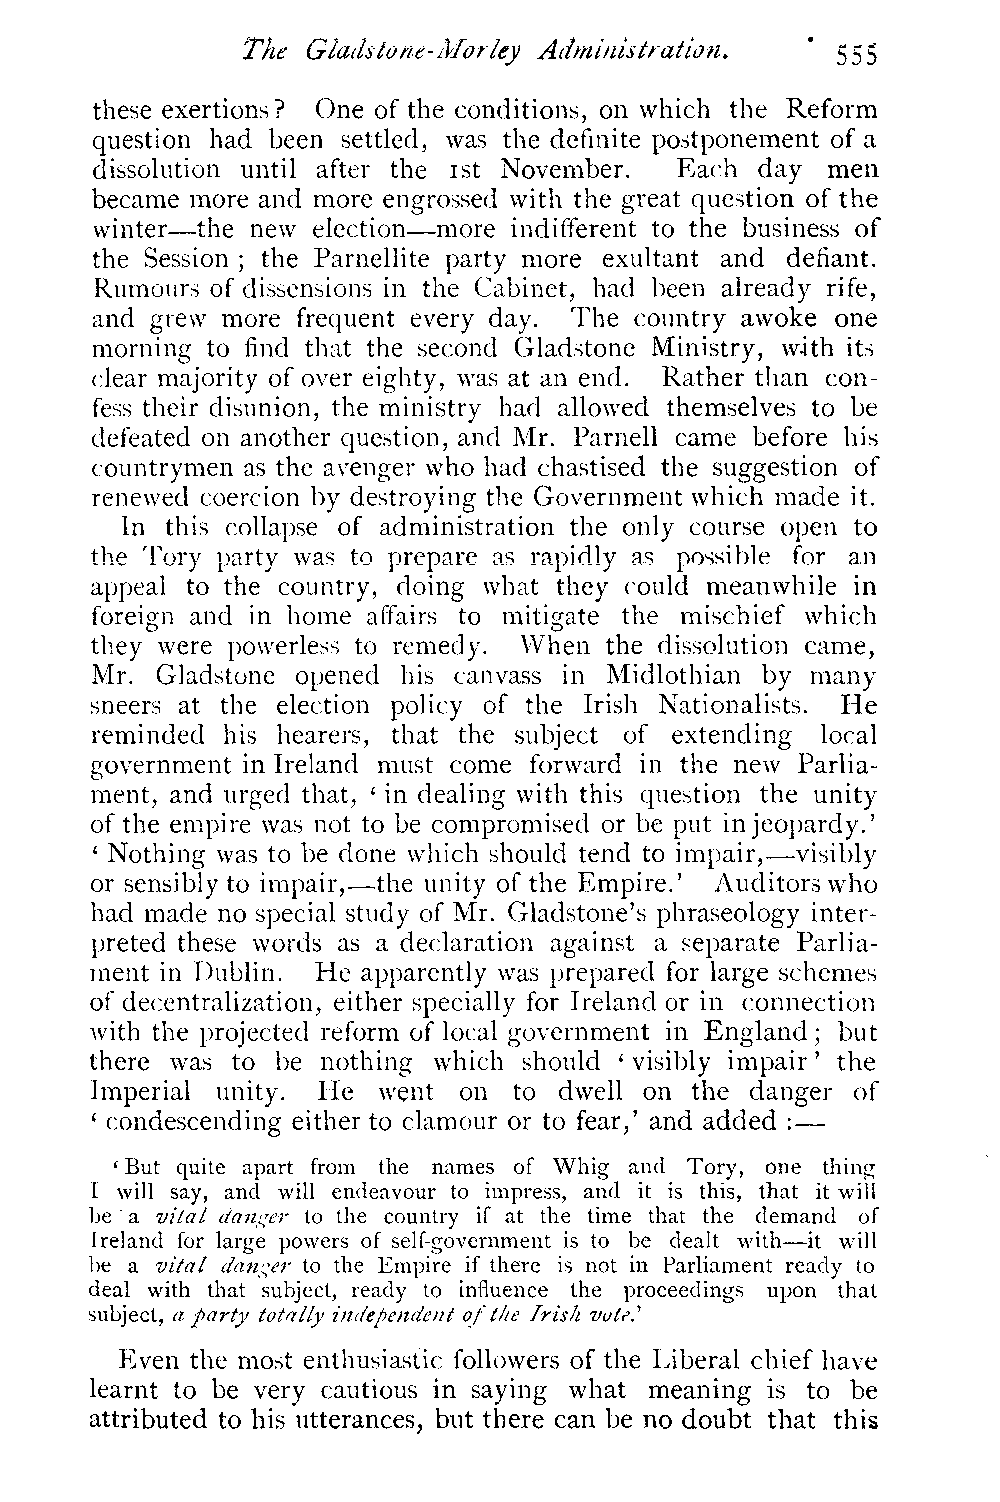 The Gladstone-Morley Administration. 555
these exertions? One of the conditions, on which the Reform
question had been settled, was the definite postponement of a
dissolution until after the 1st November. Each day men
became more and more engrossed with the great question of the
winter—the new election—more indifferent to the business of
the Session ; the Parnellite party more exultant and defiant.
Rumours of dissensions in the Cabinet, had been already rife,
and grew more frequent every day. The country awoke one
morning to find that the second Gladstone Ministry, with its
clear majority of over eighty, was at an end. Rather than con-
fess their disunion, the ministry had allowed themselves to be
defeated on another question, and Mr. Parnell came before his
countrymen as the avenger who had chastised the suggestion of
renewed coercion by destroying the Government which made it.
In this collapse of administration the only course open to
the Tory party was to prepare as rapidly as possible for an
appeal to the country, doing what they could meanwhile in
foreign and in home affairs to mitigate the mischief which
they were powerless to remedy. When the dissolution came,
Mr. Gladstone opened his canvass in Midlothian by many
sneers at the election policy of the Irish Nationalists. He
reminded his hearers, that the subject of extending local
government in Ireland must come forward in the new Parlia-
ment, and urged that, ‘ in dealing with this question the unity
of the empire was not to be compromised or be put in jeopardy.’
‘ Nothing was to be done which should tend to impair,—visibly
or sensibly to impair,—the unity of the Empire.’ Auditors who
had made no special study of Mr. Gladstone's phraseology inter-
preted these words as a declaration against a separate Parlia-
ment in Dublin. He apparently was prepared for large schemes
of decentralization, either specially for Ireland or in connection
with the projected reform of local government in England ; but
there was to be nothing which should ‘ visibly impair ’ the
Imperial unity. He went on to dwell on the danger of
‘ condescending either to clamour or to fear,’ and added :—
‘ But quite apart from the names of Whig and Tory, one thing
I will say, and will endeavour to impress, and it is this, that it will
be a vital danger to the country if at the time that the demand of
Ireland for large powers of self-government is to be dealt with—it will
be a vital danger to the Empire if there is not in Parliament ready to
deal with that subject, ready to influence the proceedings upon that
subject, a party totally independent of the Irish vote.’
Even the most enthusiastic followers of the Liberal chief have
learnt to be very cautious in saying what meaning is to be
attributed to his utterances, but there can be no doubt that this